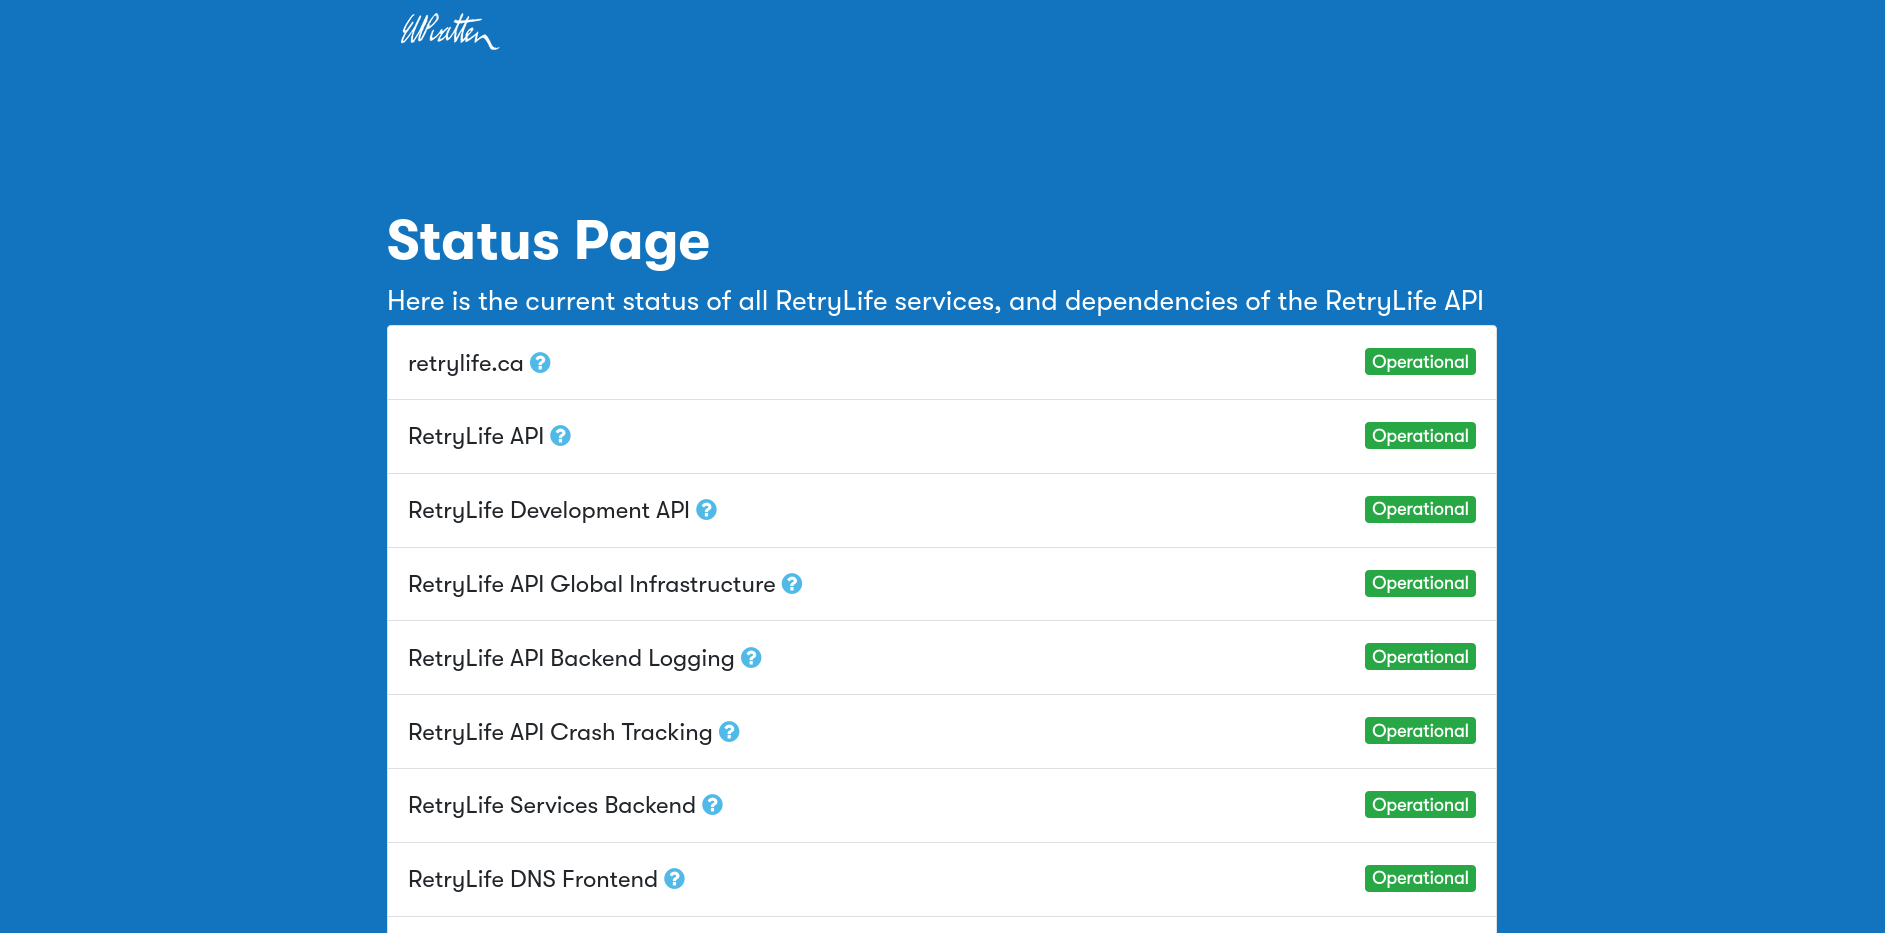 EWPratten
Status Page
Here is the current status of all RetryLife services, and dependencies of the RetryLife API
retrylife.ca ? Operational
RetryLife API ? Operational
RetryLife Development API ? Operational
RetryLife API Global Infrastructure ? Operational
RetryLife API Backend Logging ? Operational
RetryLife API Crash Tracking ? Operational
RetryLife Services Backend ? Operational
RetryLife DNS Frontend ? Operational